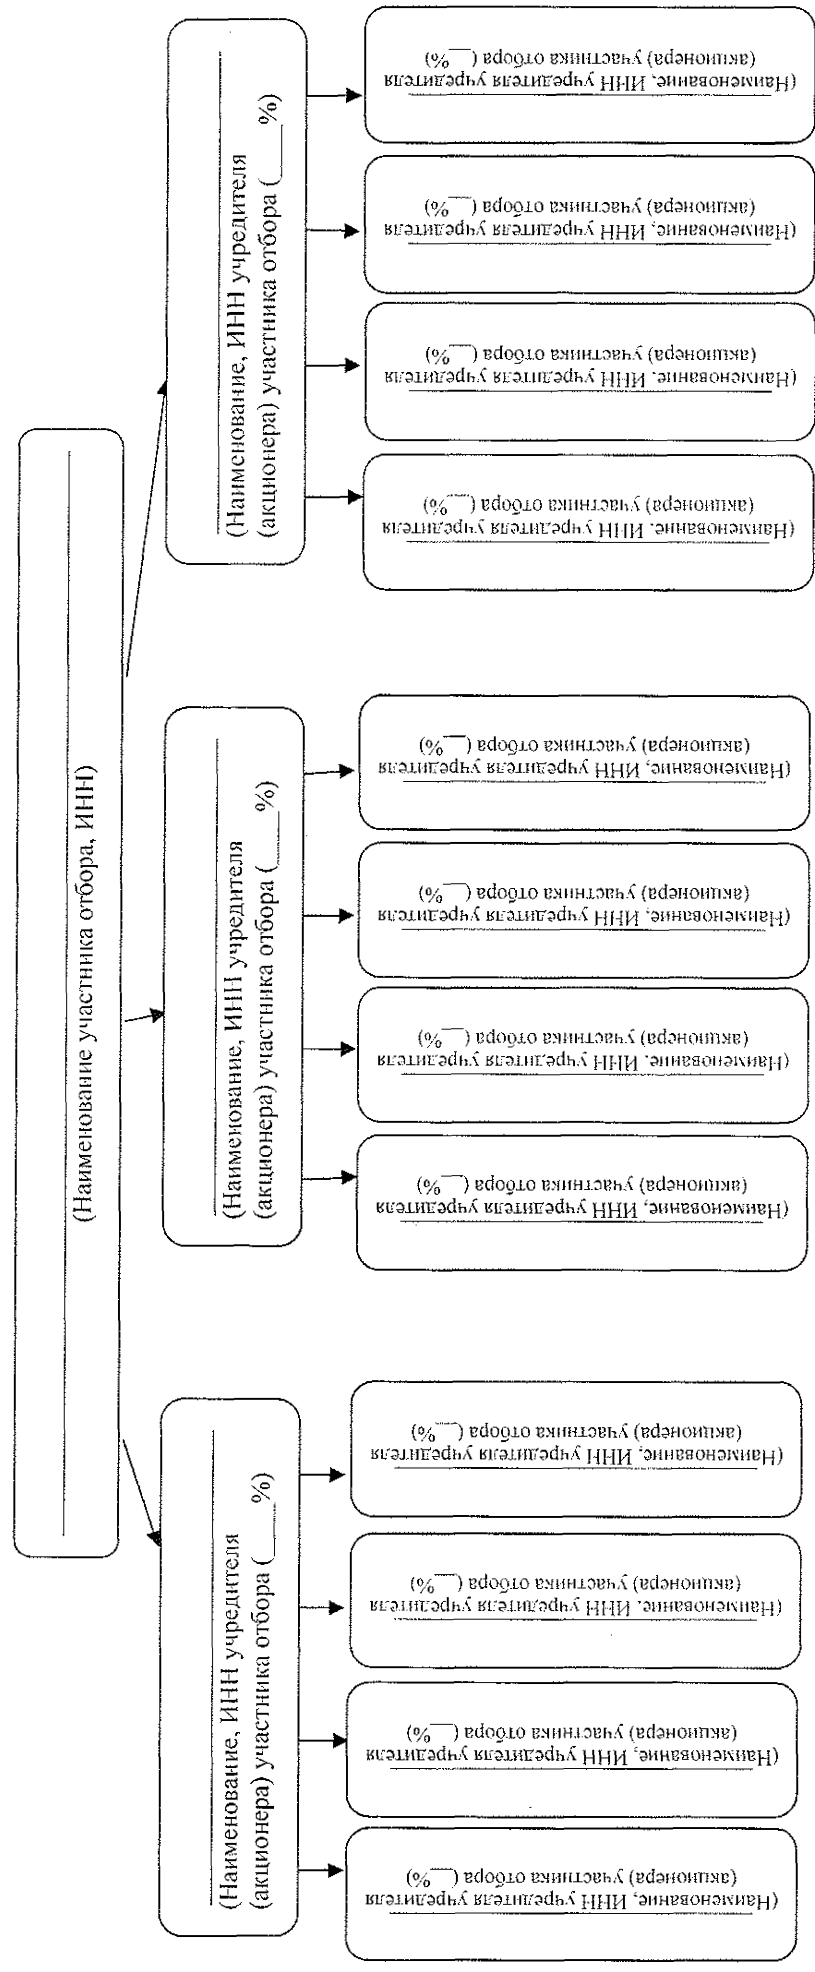 (Наименование участника отбора, ИНН)
(Наименование, ИНН учредителя
(акционера) участника отбора (____%)
(Наименование, ИНН учредителя
(акционера) участника отбора (____%)
(Наименование, ИНН учредителя
(акционера) участника отбора (____%)
(Наименование, ИНН учредителя учредителя
(акционера) участника отбора (__%)
(Наименование, ИНН учредителя учредителя
(акционера) участника отбора (__%)
(Наименование, ИНН учредителя учредителя
(акционера) участника отбора (__%)
(Наименование, ИНН учредителя учредителя
(акционера) участника отбора (__%)
(Наименование, ИНН учредителя учредителя
(акционера) участника отбора (__%)
(Наименование, ИНН учредителя учредителя
(акционера) участника отбора (__%)
(Наименование, ИНН учредителя учредителя
(акционера) участника отбора (__%)
(Наименование, ИНН учредителя учредителя
(акционера) участника отбора (__%)
(Наименование, ИНН учредителя учредителя
(акционера) участника отбора (__%)
(Наименование, ИНН учредителя учредителя
(акционера) участника отбора (__%)
(Наименование, ИНН учредителя учредителя
(акционера) участника отбора (__%)
(Наименование, ИНН учредителя учредителя
(акционера) участника отбора (__%)